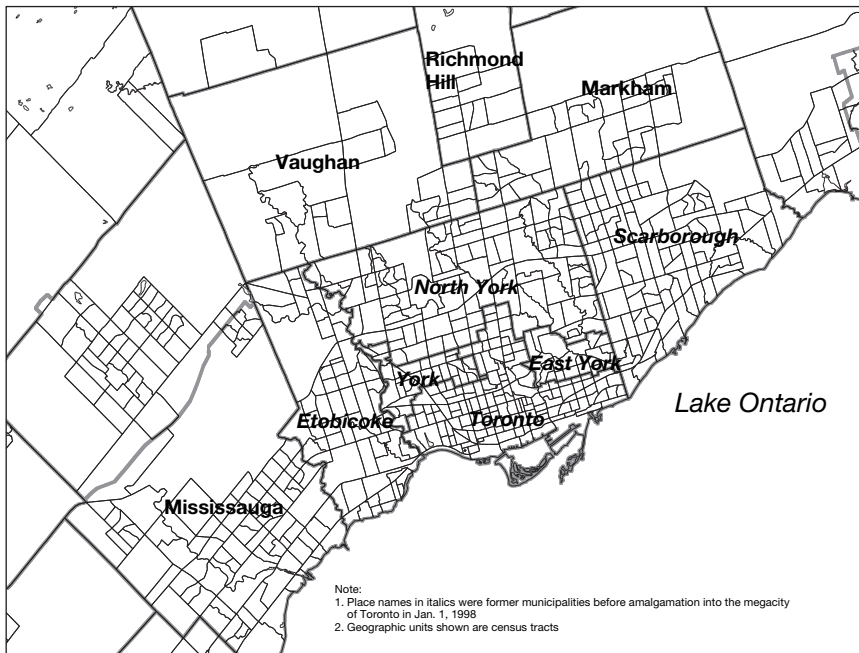 Richmond
Hill
Markham
Vaughan
Scarborough
North York
East York
York
Etobicoke
Toronto
Lake Ontario
Mississauga
Note:
1. Place names in italics were former municipalities before amalgamation into the megacity
of Toronto in Jan. 1, 1998
2. Geographic units shown are census tracts